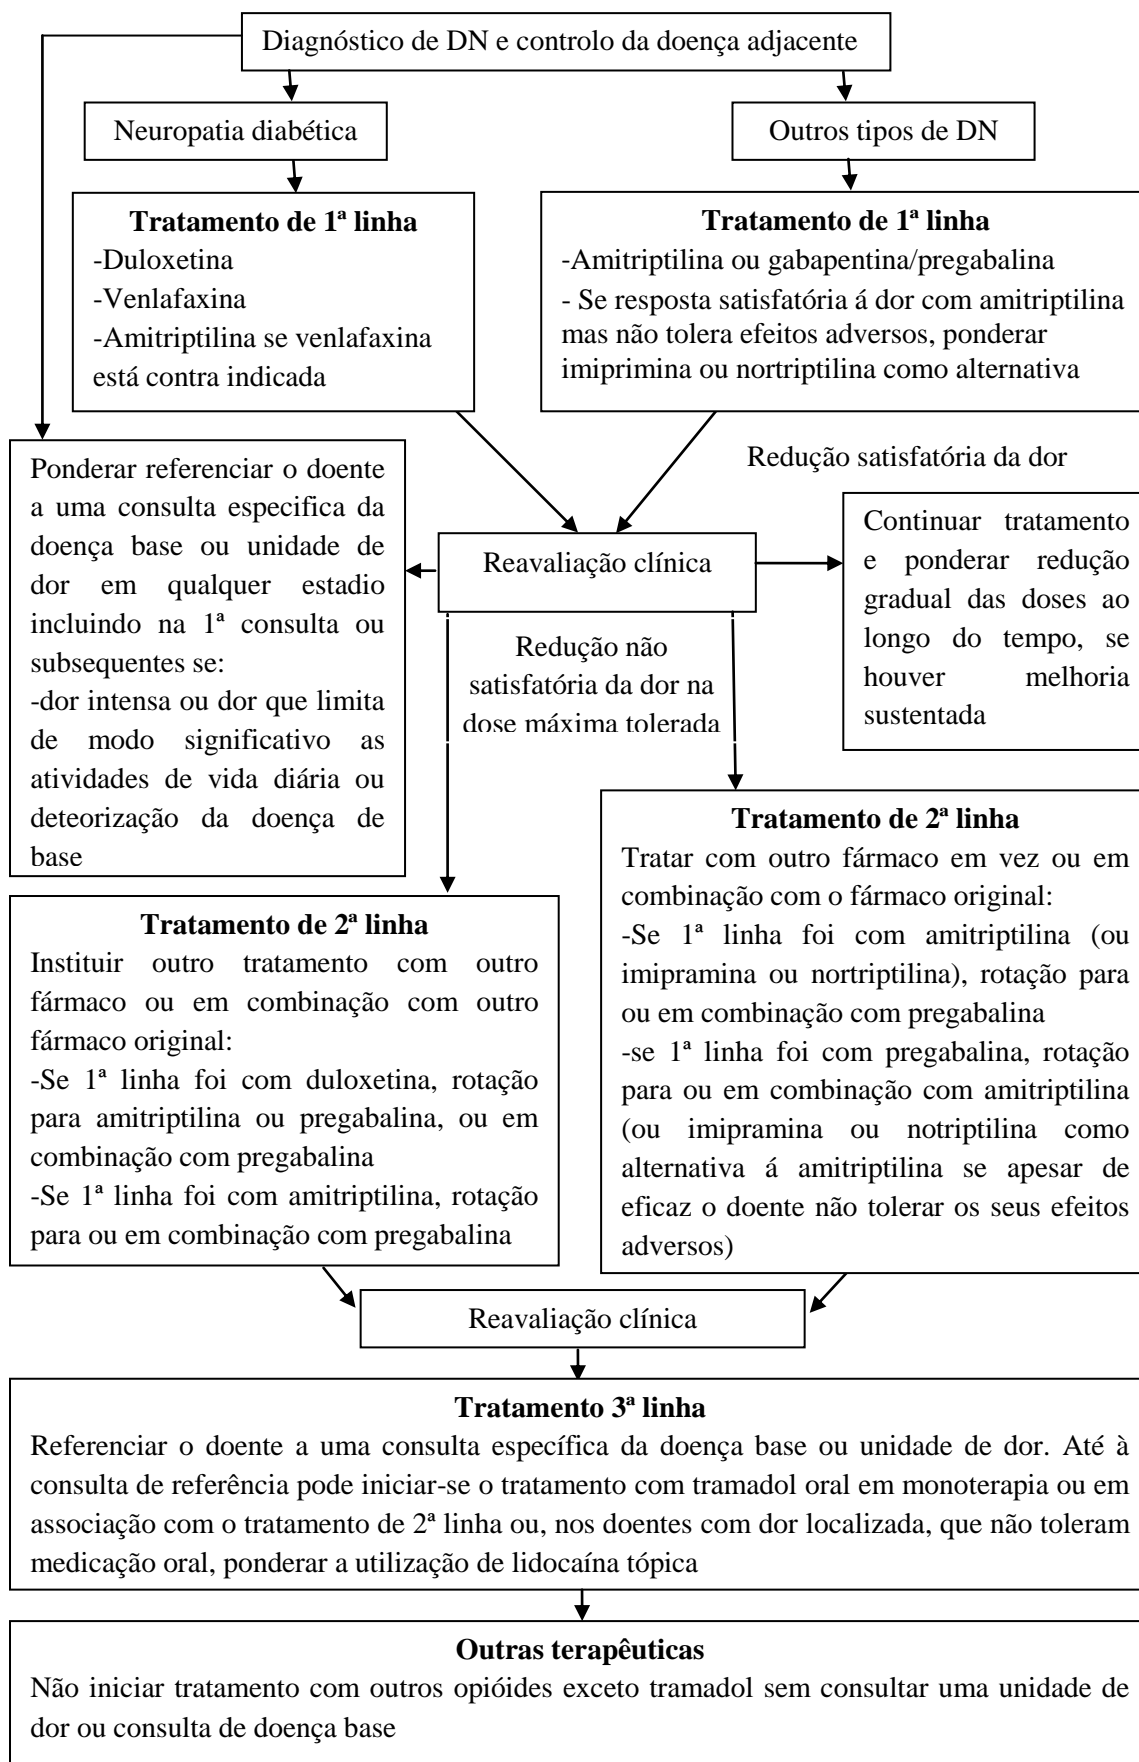 Diagnóstico de DN e controlo da doença adjacente
Neuropatia diabética
Outros tipos de DN
Tratamento de 1ª linha
-Duloxetina
-Venlafaxina
-Amitriptilina se venlafaxina
está contra indicada
Tratamento de 1ª linha
-Amitriptilina ou gabapentina/pregabalina
- Se resposta satisfatória á dor com amitriptilina
mas não tolera efeitos adversos, ponderar
imiprimina ou nortriptilina como alternativa
Ponderar referenciar o doente
a uma consulta especifica da
doença base ou unidade de
dor em qualquer estadio
incluindo na 1ª consulta ou
subsequentes se:
-dor intensa ou dor que limita
de modo significativo as
atividades de vida diária ou
deteorização da doença de
base
Reavaliação clínica
Redução satisfatória da dor
Continuar tratamento
e ponderar redução
gradual das doses ao
longo do tempo, se
houver melhoria
sustentada
Redução não
satisfatória da dor na
dose máxima tolerada
Tratamento de 2ª linha
Instituir outro tratamento com outro
fármaco ou em combinação com outro
fármaco original:
-Se 1ª linha foi com duloxetina, rotação
para amitriptilina ou pregabalina, ou em
combinação com pregabalina
-Se 1ª linha foi com amitriptilina, rotação
para ou em combinação com pregabalina
Tratamento de 2ª linha
Tratar com outro fármaco em vez ou em
combinação com o fármaco original:
-Se 1ª linha foi com amitriptilina (ou
imipramina ou nortriptilina), rotação para
ou em combinação com pregabalina
-se 1ª linha foi com pregabalina, rotação
para ou em combinação com amitriptilina
(ou imipramina ou notriptilina como
alternativa á amitriptilina se apesar de
eficaz o doente não tolerar os seus efeitos
adversos)
Reavaliação clínica
Tratamento 3ª linha
Referenciar o doente a uma consulta específica da doença base ou unidade de dor. Até à
consulta de referência pode iniciar-se o tratamento com tramadol oral em monoterapia ou em
associação com o tratamento de 2ª linha ou, nos doentes com dor localizada, que não toleram
medicação oral, ponderar a utilização de lidocaína tópica
Outras terapêuticas
Não iniciar tratamento com outros opióides exceto tramadol sem consultar uma unidade de
dor ou consulta de doença base